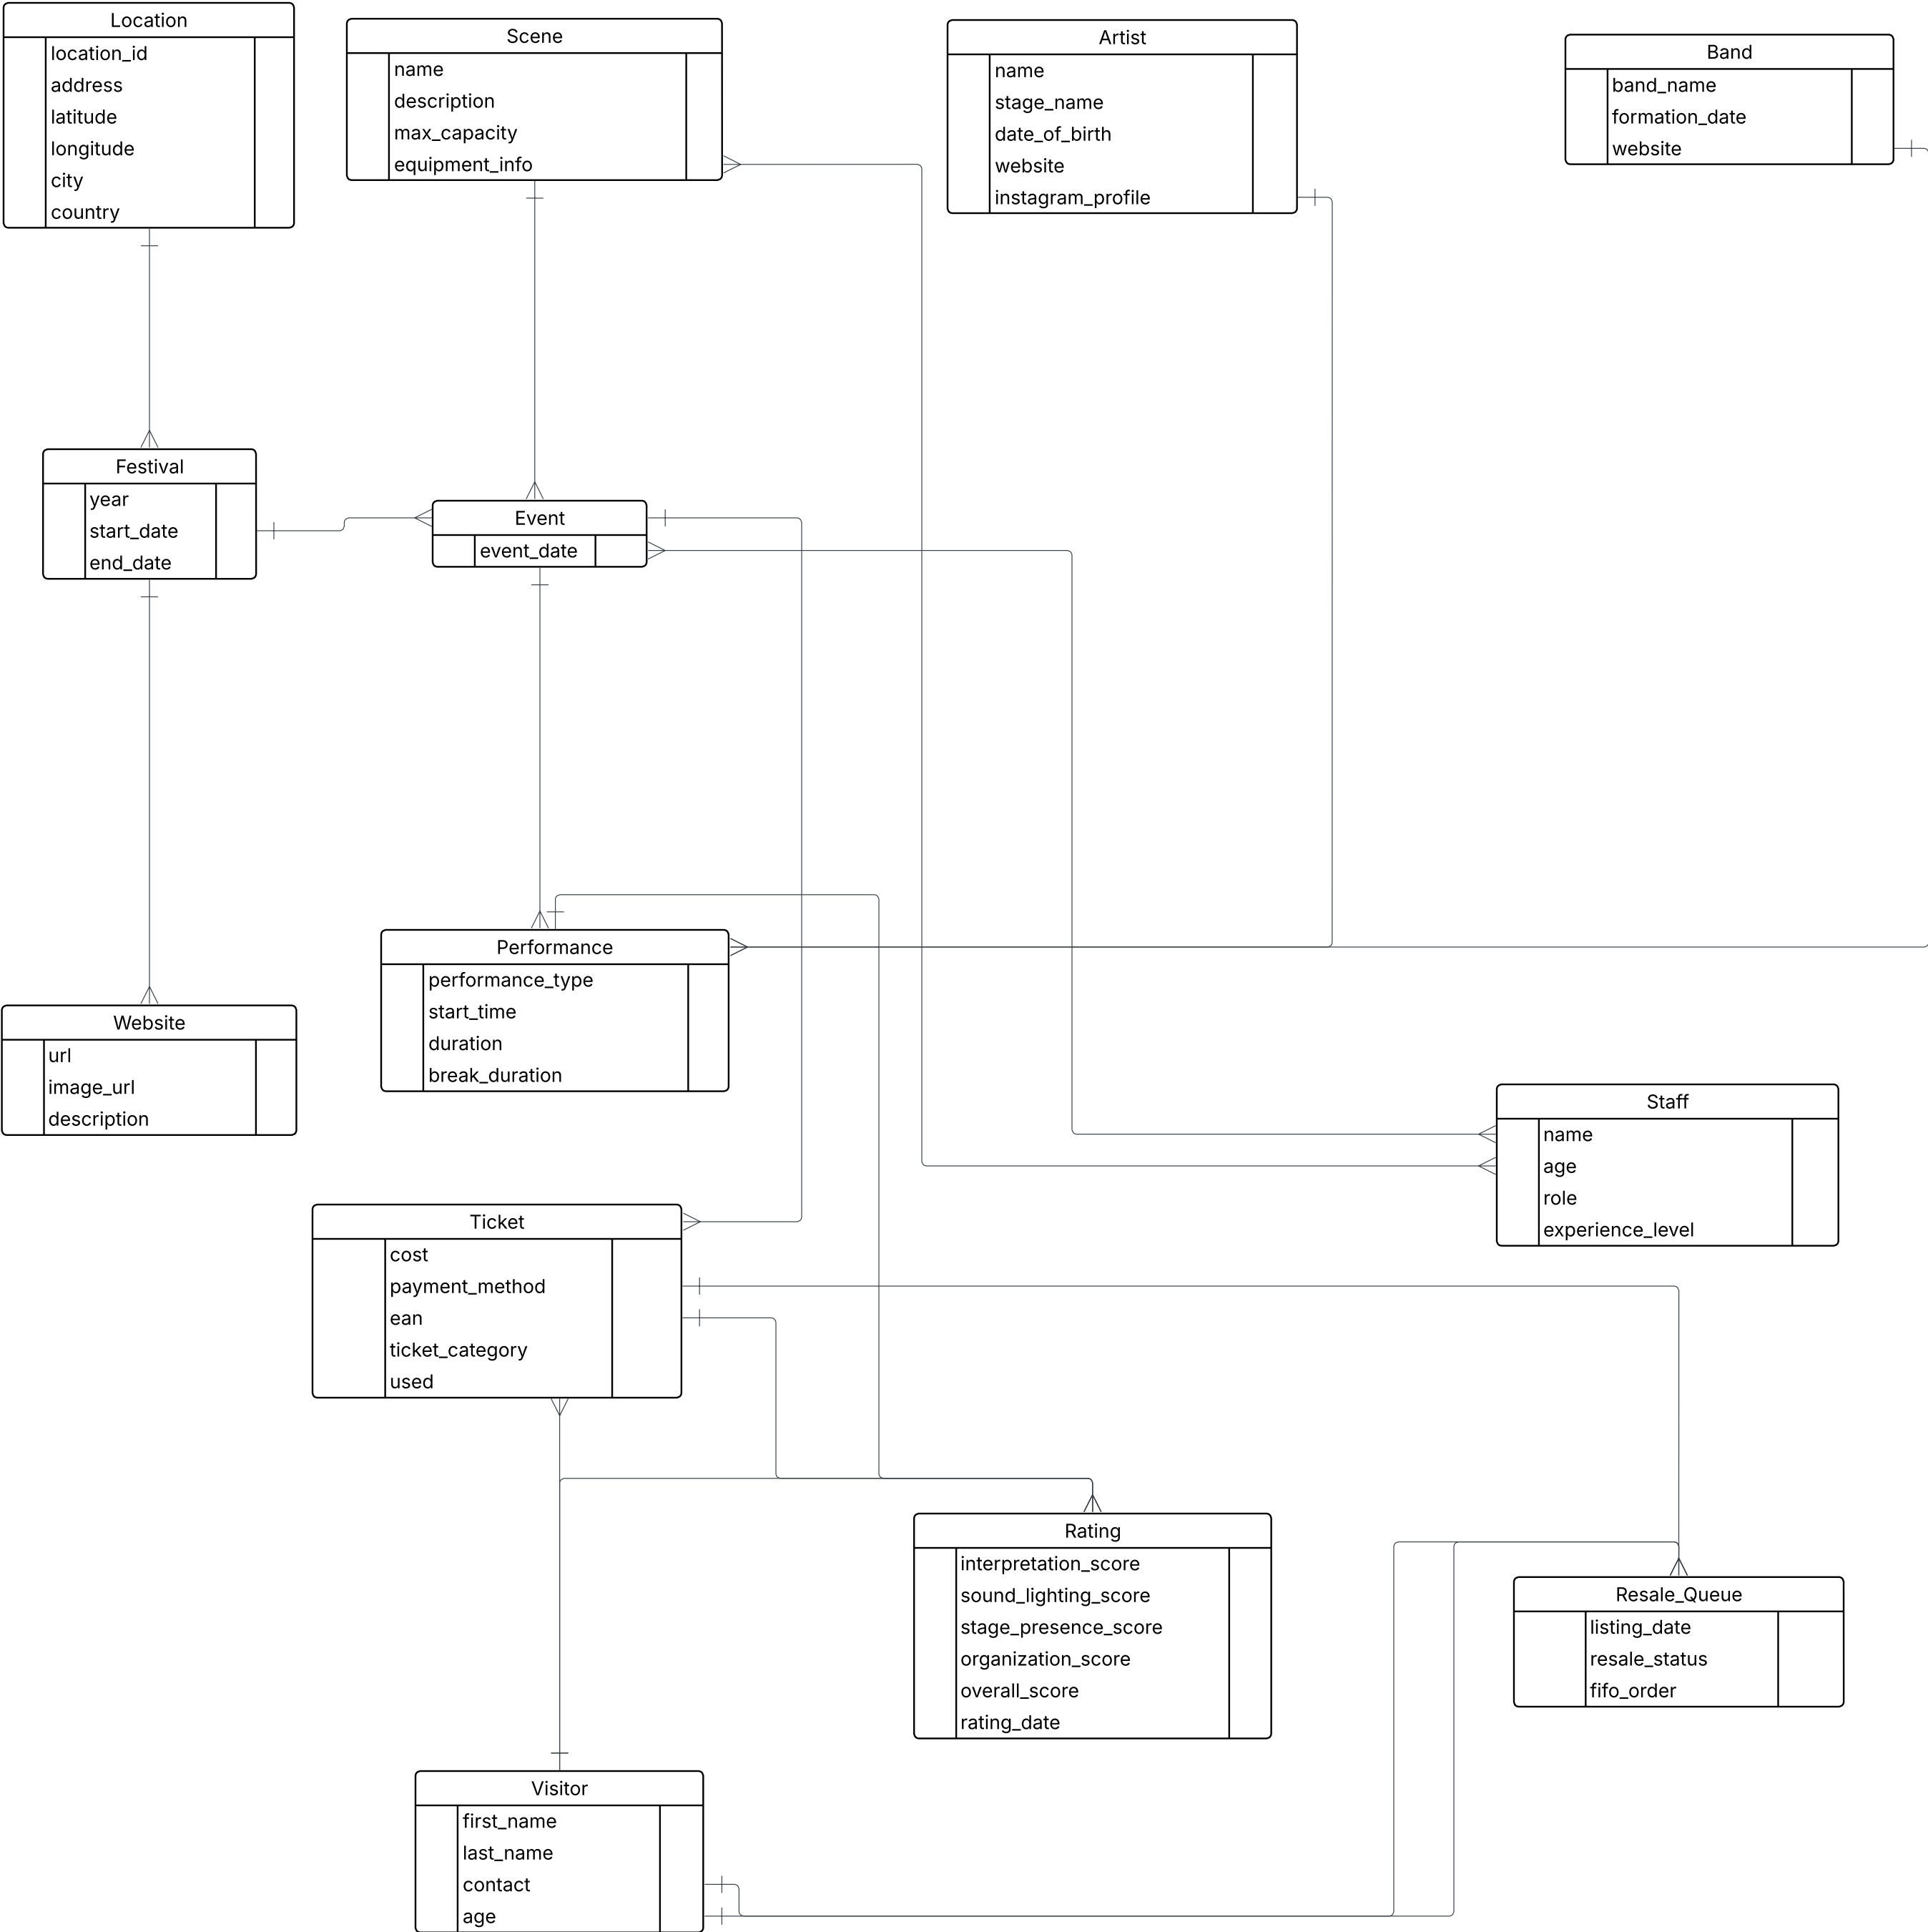 Location
location_id
address
latitude
longitude
city
country
Scene
name
description
max_capacity
equipment_info
Artist
name
stage_name
date_of_birth
website
instagram_profile
Band
band_name
formation_date
website
Festival
year
start_date
end_date
Event
event_date
Performance
performance_type
start_time
duration
break_duration
Website
url
image_url
description
Staff
name
age
role
experience_level
Ticket
cost
payment_method
ean
ticket_category
used
Rating
interpretation_score
sound_lighting_score
stage_presence_score
organization_score
overall_score
rating_date
Resale_Queue
listing_date
resale_status
fifo_order
Visitor
first_name
last_name
contact
age